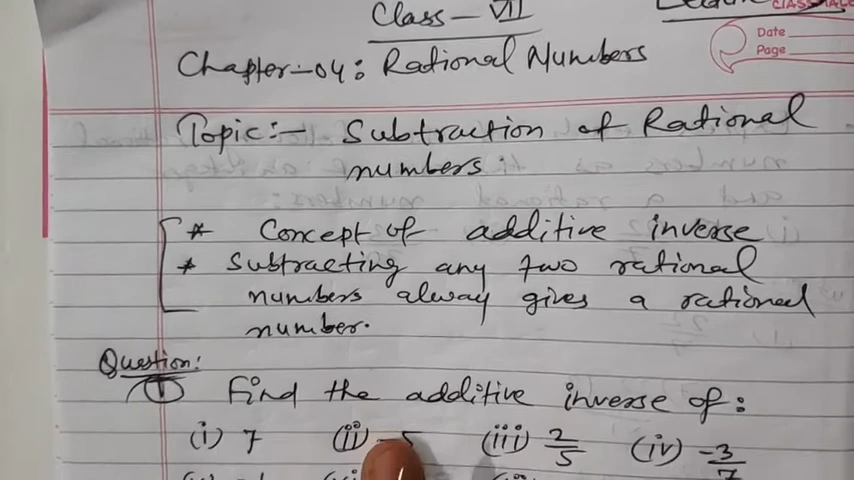 Class - VII
CLASSMATE
Date
Page
Chapter-04: Rational Numbers
Topic:- Subtraction of Rational
numbers
* Concept of additive inverse
* Subtracting any two rational
numbers alway gives a rational
number.
Question:
① Find the additive inverse of:
(i) 7 (ii) -5 (iii) 2/5 (iv) -3/7